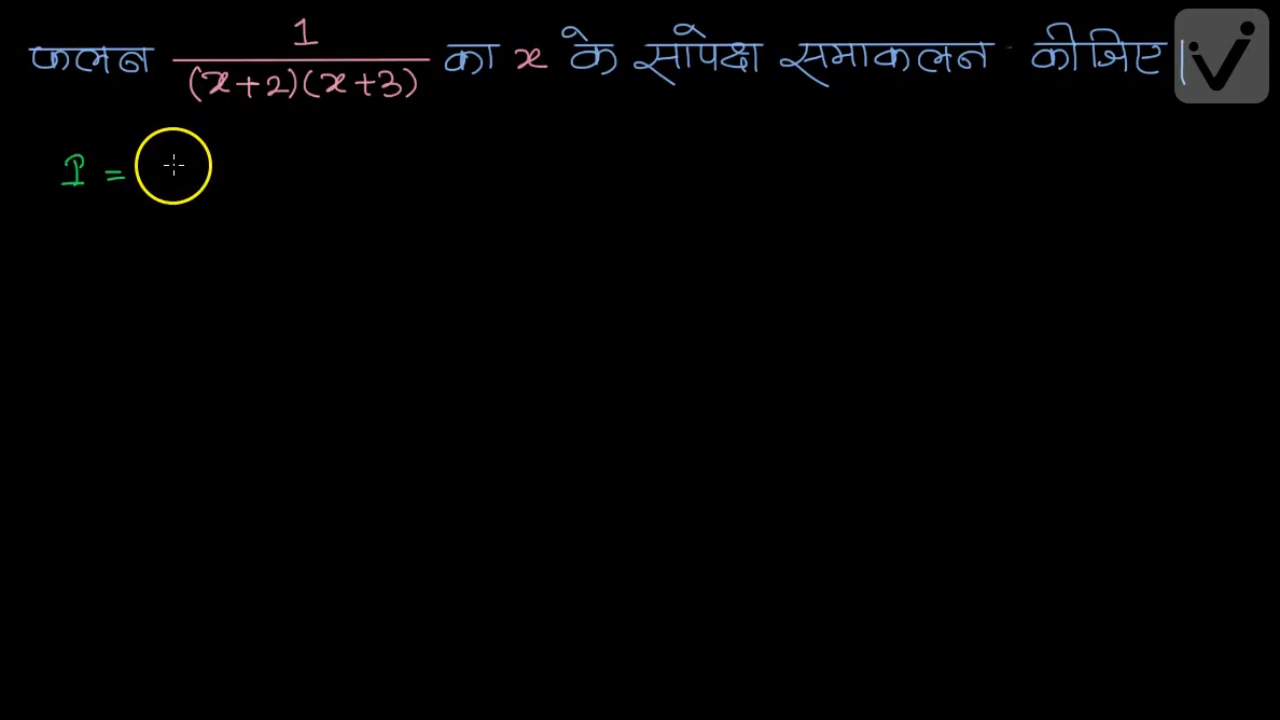 फलन 1/((x+2)(x+3)) का x के सापेक्ष समाकलन कीजिए।
I =